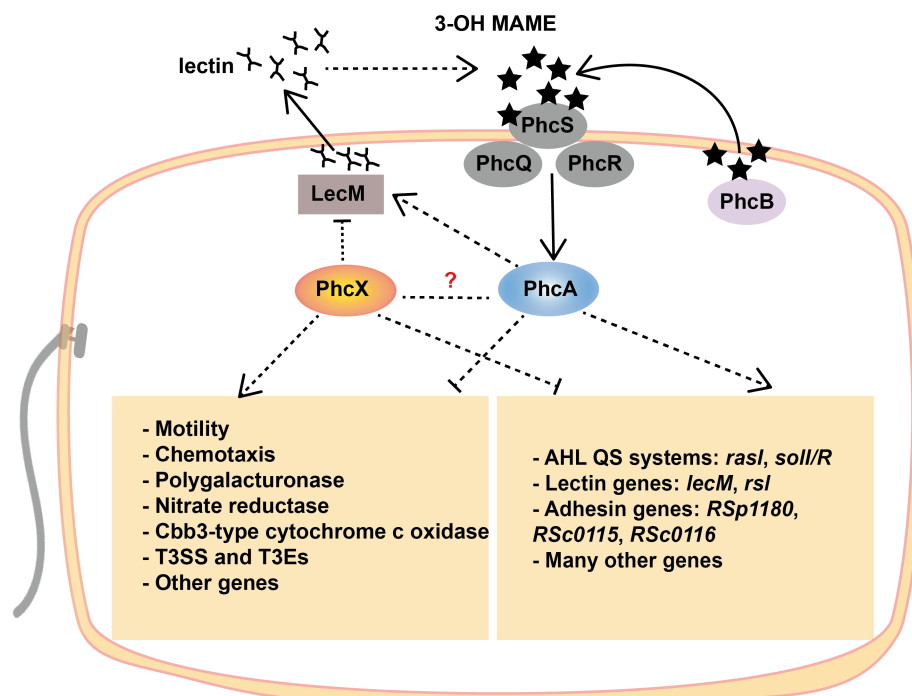 3-OH MAME
lectin
PhcS
PhcQ
PhcR
PhcB
LecM
PhcX
?
PhcA
- Motility
- Chemotaxis
- Polygalacturonase
- Nitrate reductase
- Cbb3-type cytochrome c oxidase
- T3SS and T3Es
- Other genes
- AHL QS systems: rasI, solI/R
- Lectin genes: lecM, rsl
- Adhesin genes: RSp1180,
RSc0115, RSc0116
- Many other genes